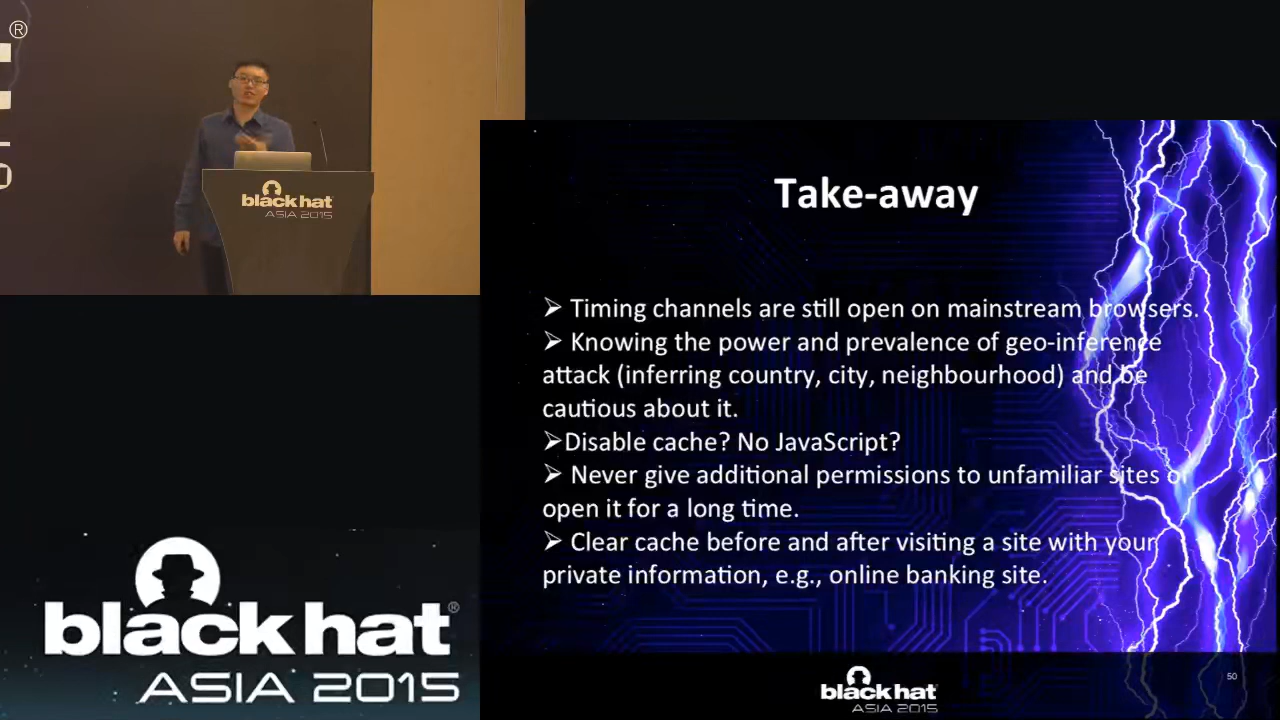 ®
black hat
ASIA 2015
Take-away
➢ Timing channels are still open on mainstream browsers.
➢ Knowing the power and prevalence of geo-inference
attack (inferring country, city, neighbourhood) and be
cautious about it.
➢Disable cache? No JavaScript?
➢ Never give additional permissions to unfamiliar sites or
open it for a long time.
➢ Clear cache before and after visiting a site with your
private information, e.g., online banking site.
black hat®
ASIA 2015
black hat
ASIA 2015
50